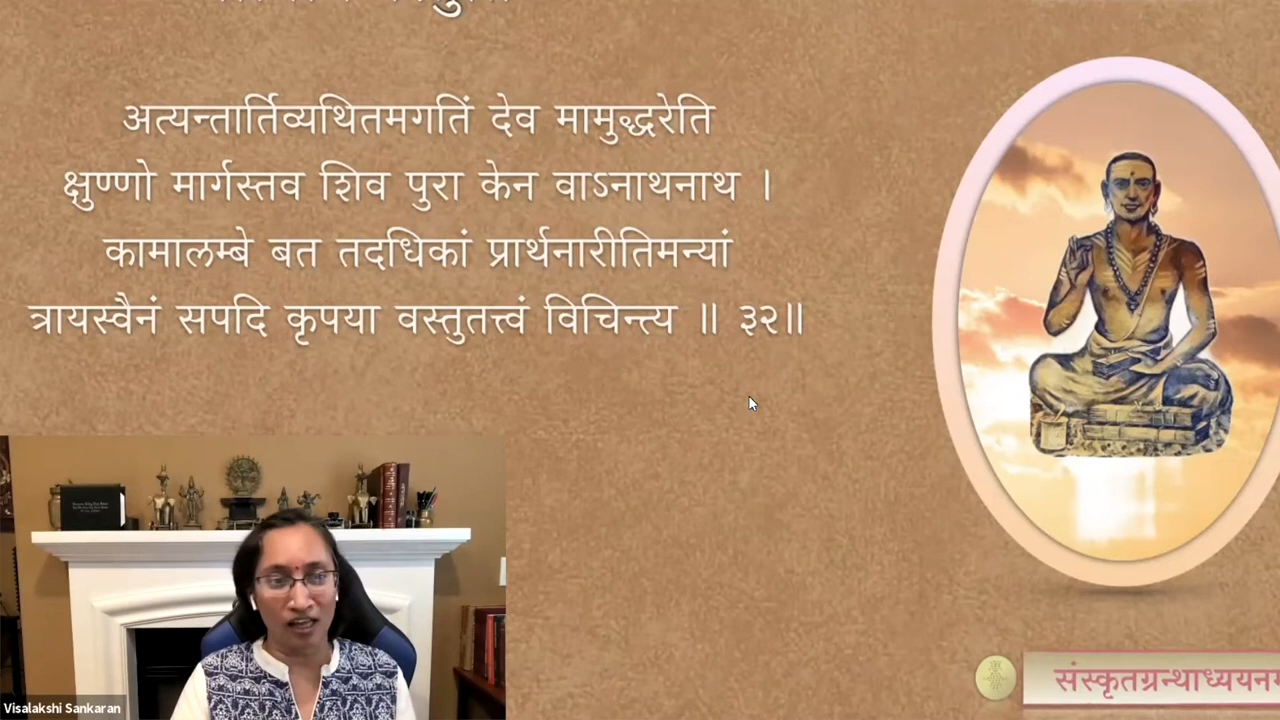 अत्यन्तार्तिव्यथितमगतिं देव मामुद्धरेति
क्षुण्णो मार्गस्तव शिव पुरा केन वाऽनाथनाथ ।
कामालम्बे बत तदधिकां प्रार्थनारीतिमन्यां
त्रायस्वैनं सपदि कृपया वस्तुतत्त्वं विचिन्त्य ॥ ३२॥
Visalakshi Sankaran